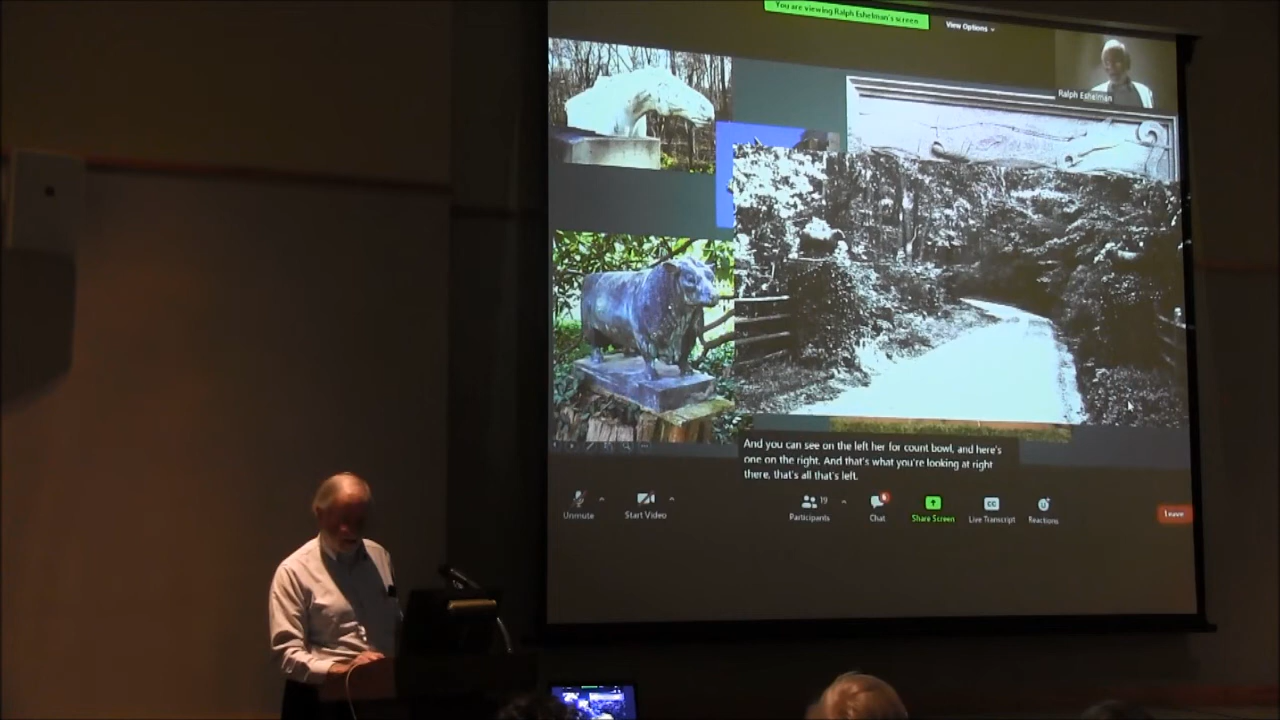 You are viewing Ralph Eshelman's screen
View Options
Ralph Eshelman
And you can see on the left her for count bowl, and here's
one on the right. And that's what you're looking at right
there, that's all that's left.
Unmute
Start Video
Participants
19
Chat
Share Screen
CC
Live Transcript
Reactions
Leave